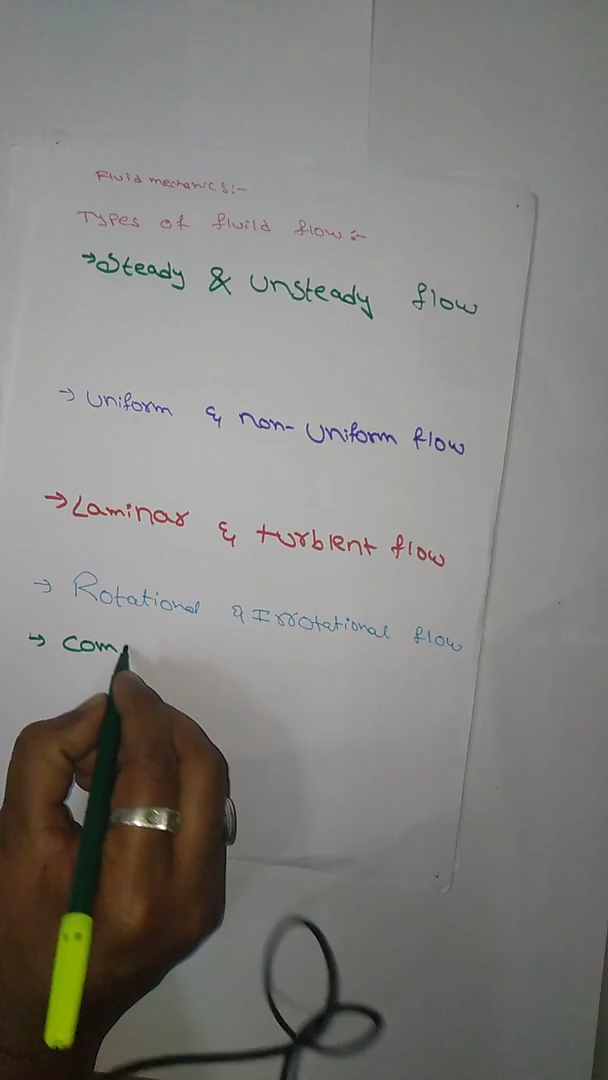 Fluid mechanics:-
Types of fluild flow:-
→Steady & unsteady flow
→ Uniform & non-uniform flow
→Laminar & turblent flow
→ Rotational & Irrotational flow
→ Com